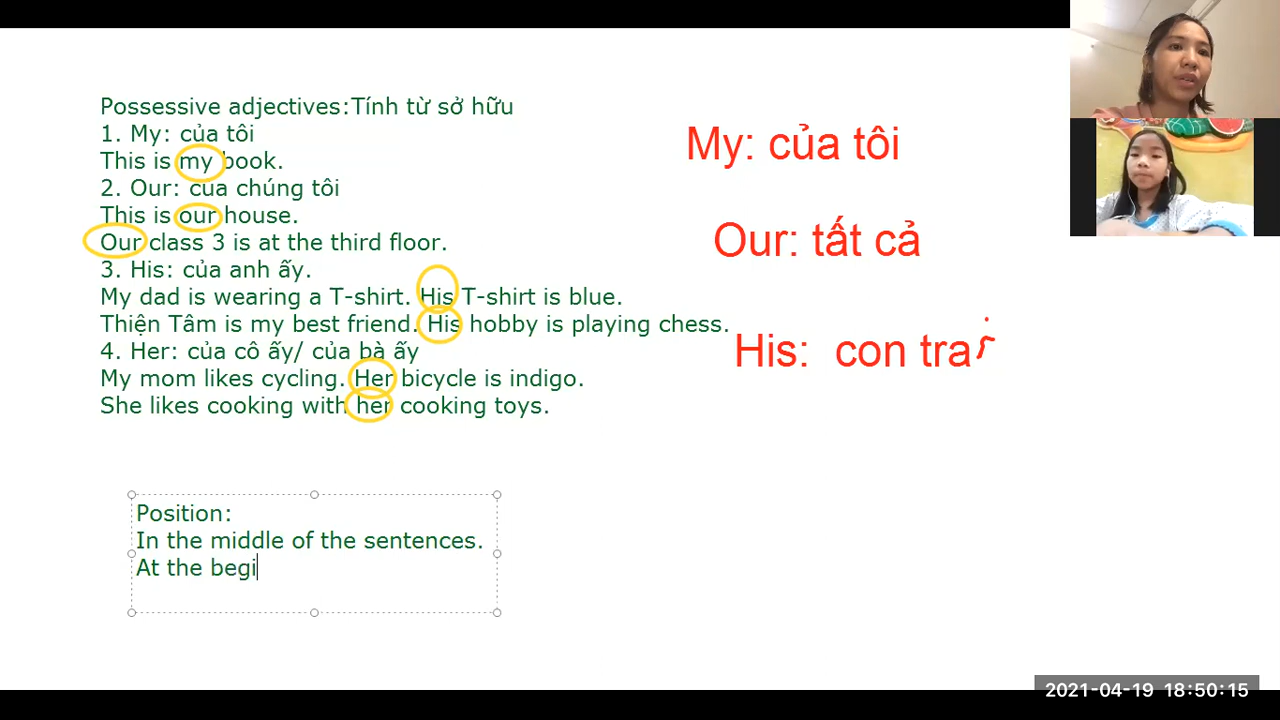 Possessive adjectives:Tính từ sở hữu
1. My: của tôi
This is my book.
2. Our: của chúng tôi
This is our house.
Our class 3 is at the third floor.
3. His: của anh ấy.
My dad is wearing a T-shirt. His T-shirt is blue.
Thiện Tâm is my best friend. His hobby is playing chess.
4. Her: của cô ấy/ của bà ấy
My mom likes cycling. Her bicycle is indigo.
She likes cooking with her cooking toys.
My: của tôi
Our: tất cả
His: con trai
Position:
In the middle of the sentences.
At the begi
2021-04-19 18:50:15